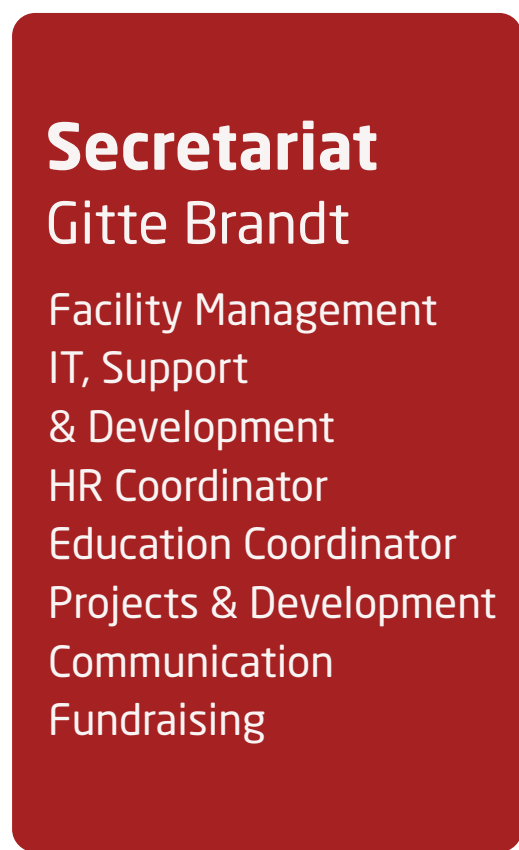 Secretariat
Gitte Brandt
Facility Management
IT, Support
& Development
HR Coordinator
Education Coordinator
Projects & Development
Communication
Fundraising